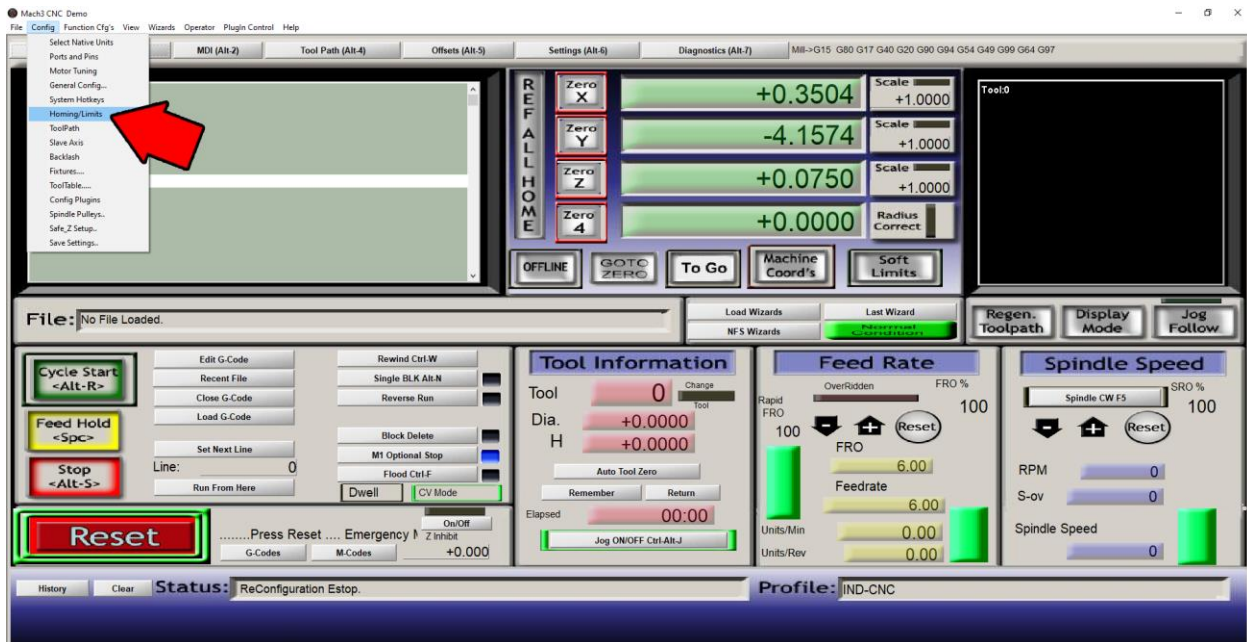 Mach3 CNC Demo
File Config Function Cfg's View Wizards Operator PlugIn Control Help
Select Native Units
Ports and Pins
Motor Tuning
General Config...
System Hotkeys
Homing/Limits
ToolPath
Slave Axis
Backlash
Fixtures....
ToolTable.....
Config Plugins
Spindle Pulleys..
Safe_Z Setup..
Save Settings..
MDI (Alt-2) Tool Path (Alt-4) Offsets (Alt-5) Settings (Alt-6) Diagnostics (Alt-7) Mill->G15 G80 G17 G40 G20 G90 G94 G54 G49 G99 G64 G97
REF ALL HOME
Zero X +0.3504 Scale +1.0000
Zero Y -4.1574 Scale +1.0000
Zero Z +0.0750 Scale +1.0000
Zero 4 +0.0000 Radius Correct
OFFLINE GOTO ZERO To Go Machine Coord's Soft Limits
Tool:0
File: No File Loaded.
Load Wizards Last Wizard
NFS Wizards Normal Condition
Regen. Toolpath Display Mode Jog Follow
Cycle Start <Alt-R>
Feed Hold <Spc>
Stop <Alt-S>
Edit G-Code
Recent File
Close G-Code
Load G-Code
Set Next Line
Line: 0
Run From Here
Rewind Ctrl-W
Single BLK Alt-N
Reverse Run
Block Delete
M1 Optional Stop
Flood Ctrl-F
Dwell CV Mode
Reset
........Press Reset .... Emergency
On/Off
Z Inhibit
+0.000
G-Codes M-Codes
Tool Information
Tool 0 Change Tool
Dia. +0.0000
H +0.0000
Auto Tool Zero
Remember Return
Elapsed 00:00
Jog ON/OFF Ctrl-Alt-J
Feed Rate
OverRidden FRO %
100
Rapid FRO
100
Reset
FRO
6.00
Feedrate
6.00
Units/Min 0.00
Units/Rev 0.00
Spindle Speed
Spindle CW F5
SRO %
100
Reset
RPM 0
S-ov 0
Spindle Speed
0
History Clear Status: ReConfiguration Estop.
Profile: IND-CNC